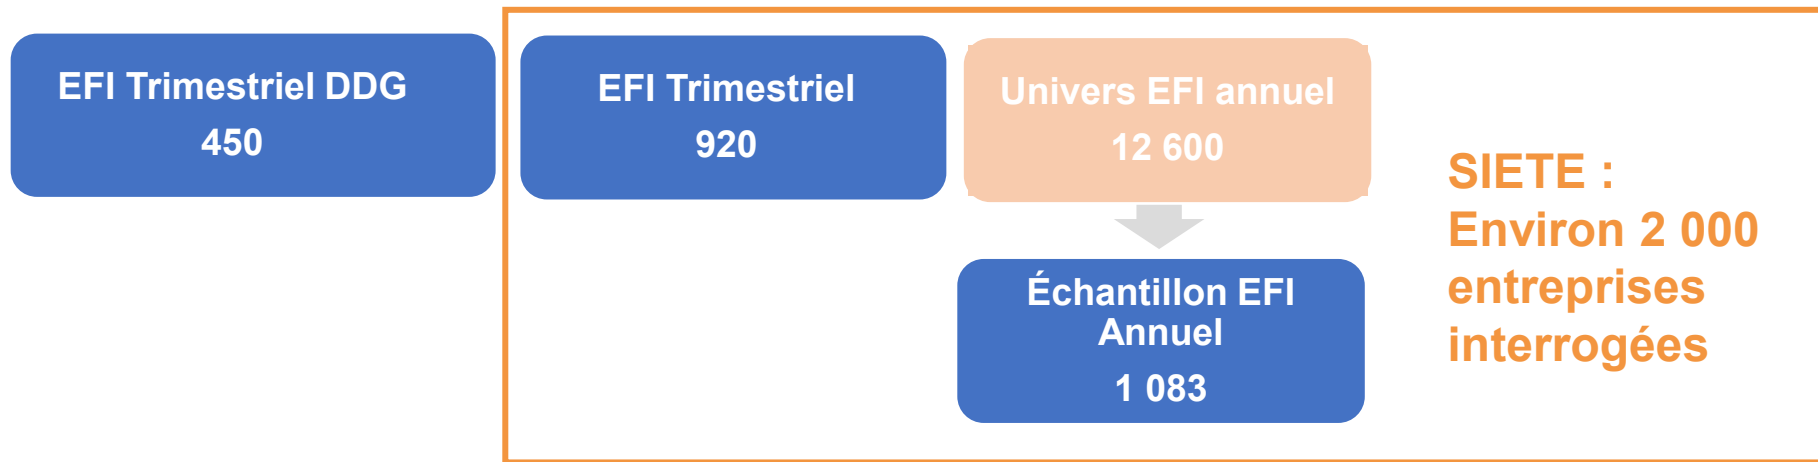 EFI Trimestriel DDG
450
EFI Trimestriel
920
Univers EFI annuel
12 600
Échantillon EFI
Annuel
1 083
SIETE :
Environ 2 000
entreprises
interrogées